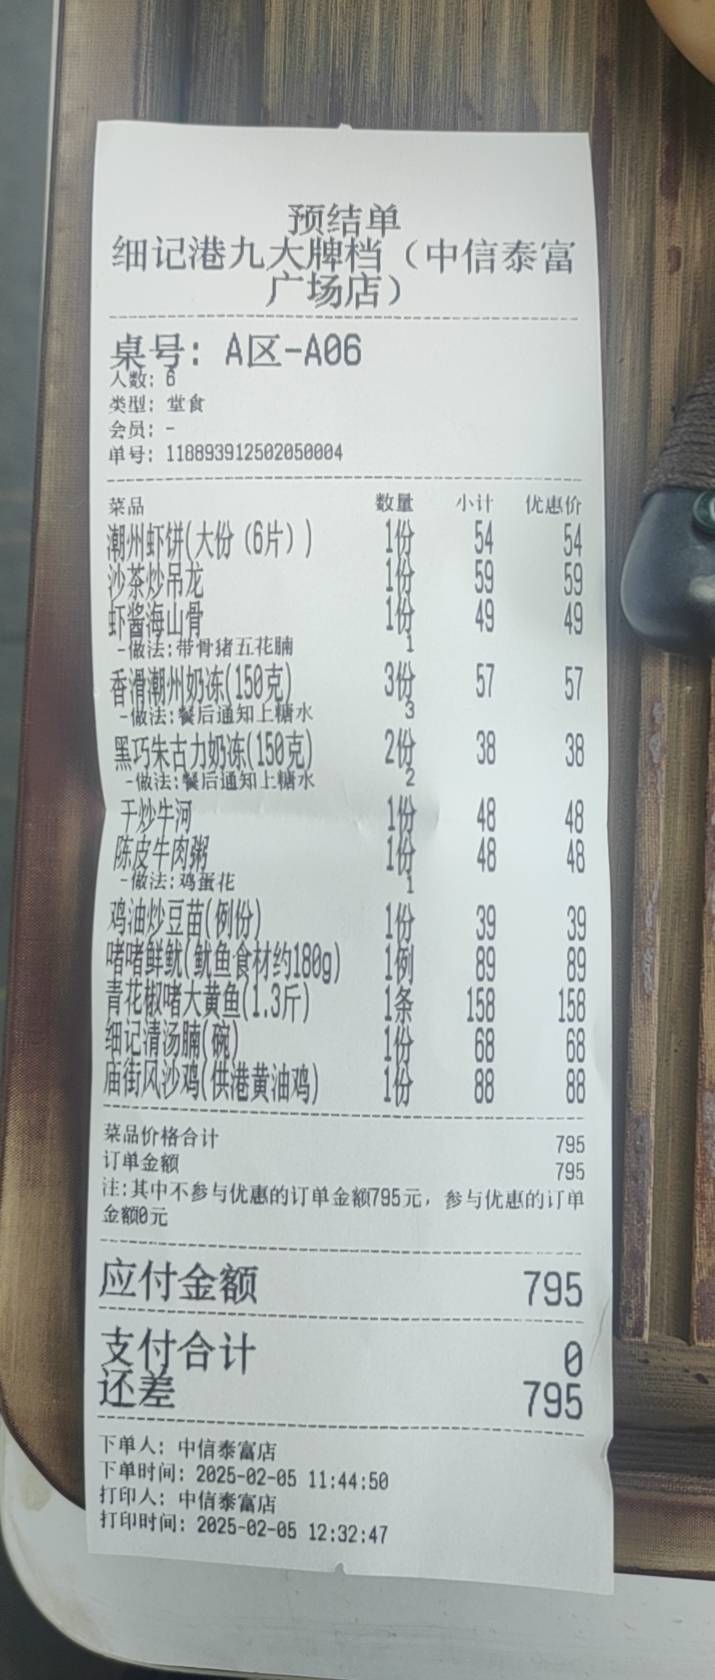 预结单
细记港九大牌档（中信泰富
广场店）
桌号: A区-A06
人数: 6
类型: 堂食
会员: -
单号: 118893912502050004
菜品 数量 小计 优惠价
潮州虾饼(大份（6片）) 1份 54 54
沙茶炒吊龙 1份 59 59
虾酱海山骨 1份 49 49
-做法:带骨猪五花腩 1
香滑潮州奶冻(150克) 3份 57 57
-做法:餐后通知上糖水 3
黑巧朱古力奶冻(150克) 2份 38 38
-做法:餐后通知上糖水 2
干炒牛河 1份 48 48
陈皮牛肉粥 1份 48 48
-做法:鸡蛋花 1
鸡油炒豆苗(例份) 1份 39 39
啫啫鲜鱿(鱿鱼食材约180g) 1例 89 89
青花椒啫大黄鱼(1.3斤) 1条 158 158
细记清汤腩(碗) 1份 68 68
庙街风沙鸡(供港黄油鸡) 1份 88 88
菜品价格合计 795
订单金额 795
注:其中不参与优惠的订单金额795元，参与优惠的订单
金额0元
应付金额 795
支付合计 0
还差 795
下单人: 中信泰富店
下单时间: 2025-02-05 11:44:50
打印人: 中信泰富店
打印时间: 2025-02-05 12:32:47